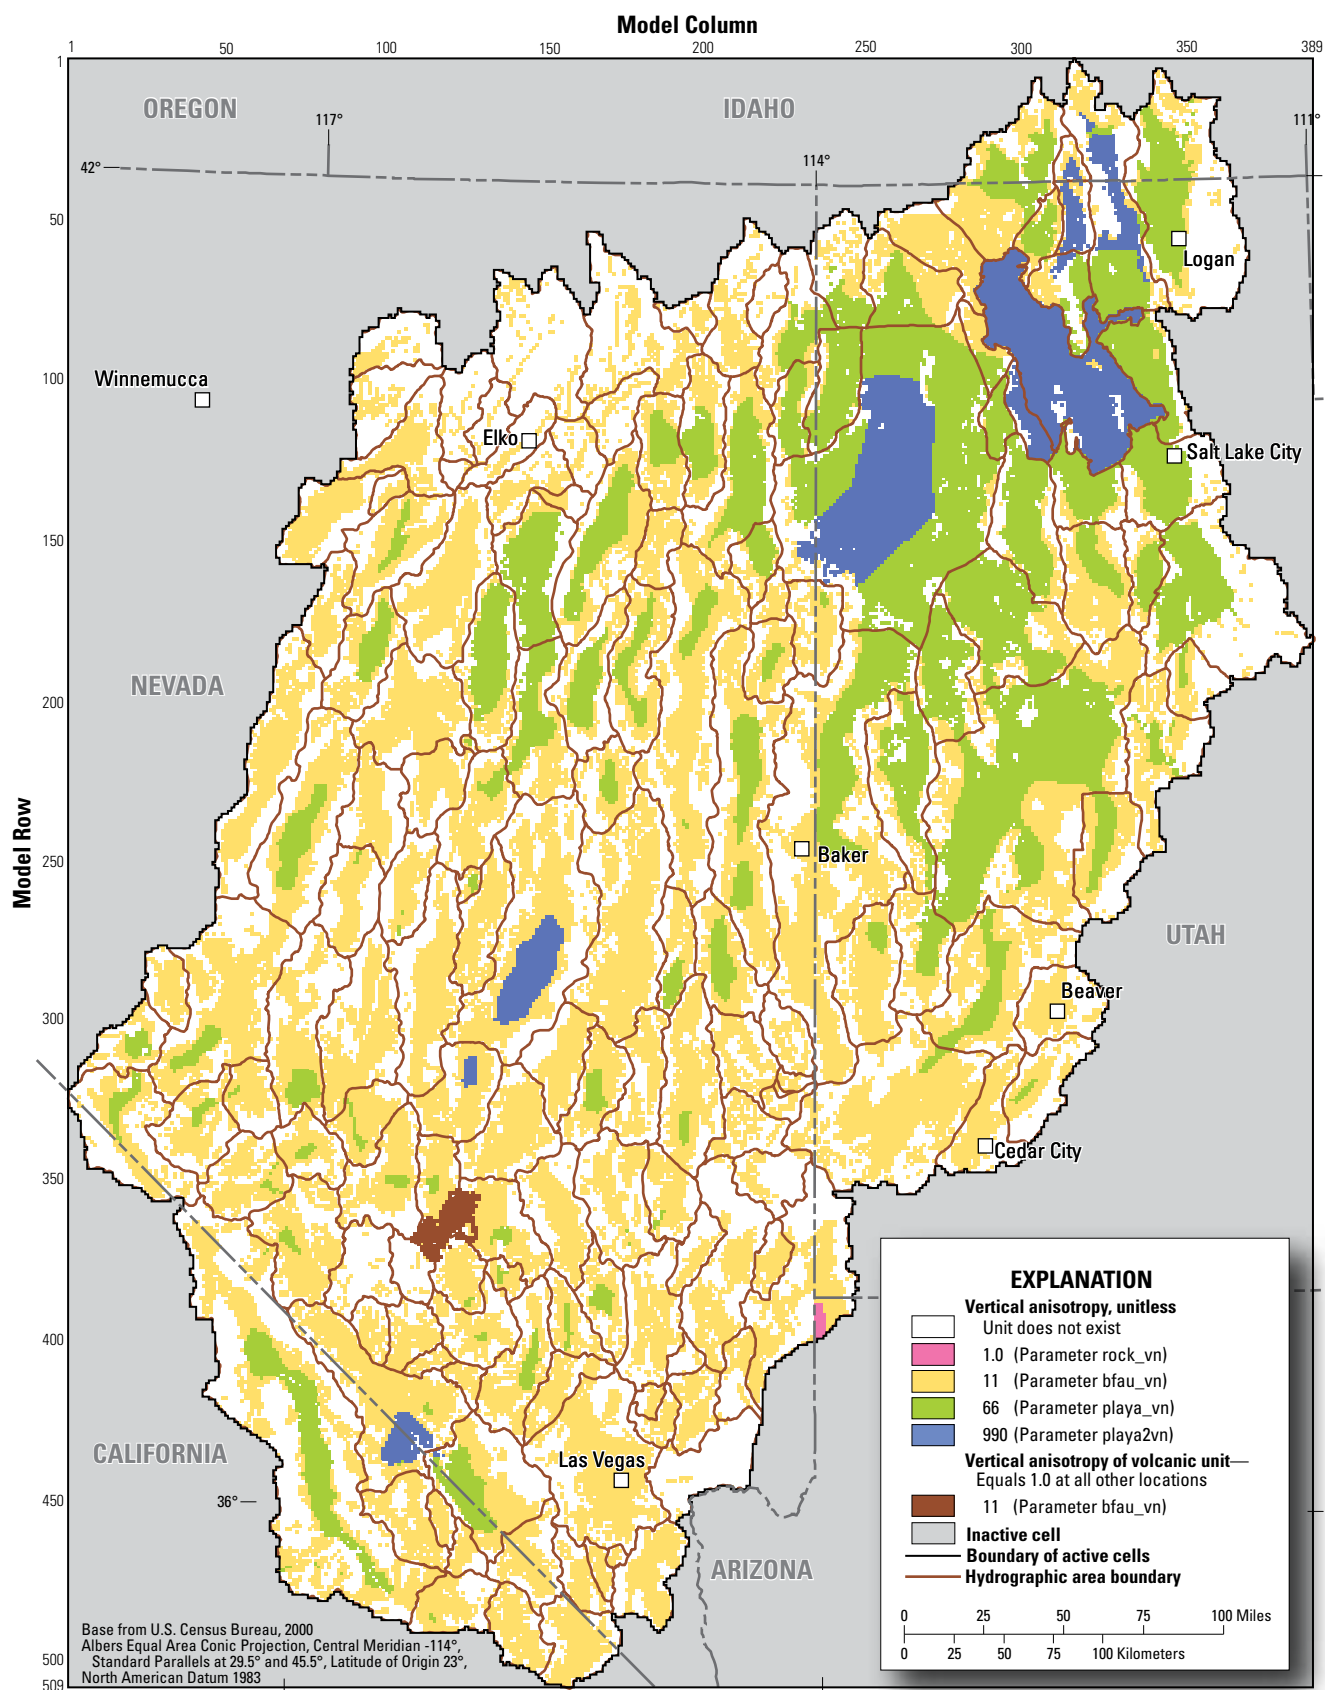 Model Column
1 50 100 150 200 250 300 350 389
1
OREGON
IDAHO
117°
111°
42°
114°
50
Logan
100
Winnemucca
Elko
Salt Lake City
150
NEVADA
200
Model Row
250
Baker
UTAH
Beaver
300
Cedar City
350
400
CALIFORNIA
Las Vegas
450
36°
ARIZONA
500
509
EXPLANATION
Vertical anisotropy, unitless
Unit does not exist
1.0 (Parameter rock_vn)
11 (Parameter bfau_vn)
66 (Parameter playa_vn)
990 (Parameter playa2vn)
Vertical anisotropy of volcanic unit—
Equals 1.0 at all other locations
11 (Parameter bfau_vn)
Inactive cell
Boundary of active cells
Hydrographic area boundary
0 25 50 75 100 Miles
0 25 50 75 100 Kilometers
Base from U.S. Census Bureau, 2000
Albers Equal Area Conic Projection, Central Meridian -114°,
Standard Parallels at 29.5° and 45.5°, Latitude of Origin 23°,
North American Datum 1983